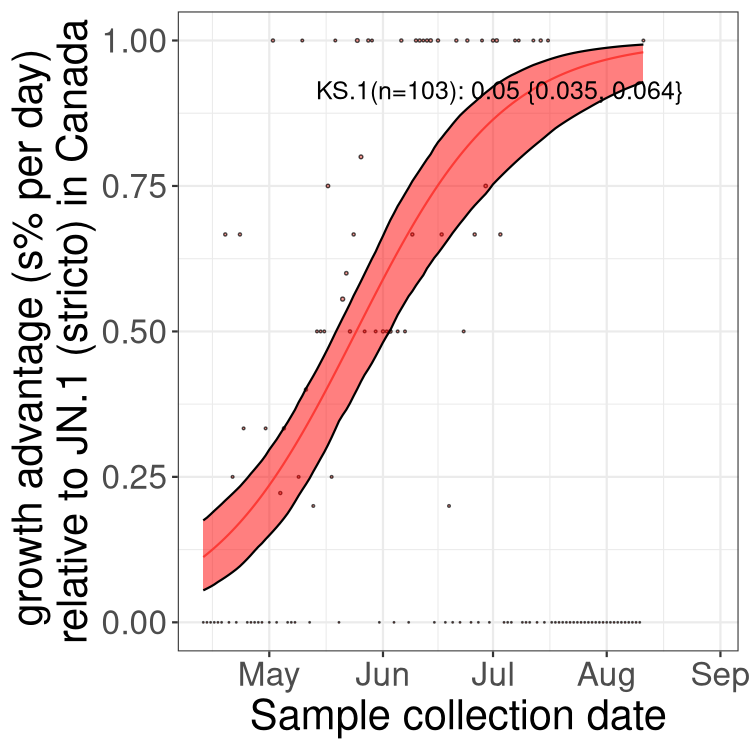 growth advantage (s% per day)
relative to JN.1 (stricto) in Canada
1.00
0.75
0.50
0.25
0.00
KS.1(n=103): 0.05 {0.035, 0.064}
May Jun Jul Aug Sep
Sample collection date